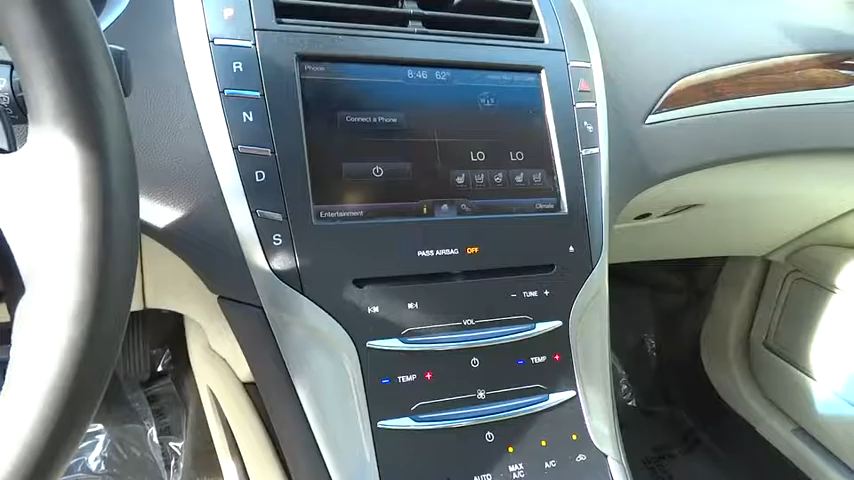 P
R
N
D
S
Phone
8:46 62°
Connect a Phone
LO LO
Entertainment
i
Climate
PASS AIRBAG OFF
- TUNE +
VOL
- TEMP +
- TEMP +
AUTO
MAX
A/C
A/C